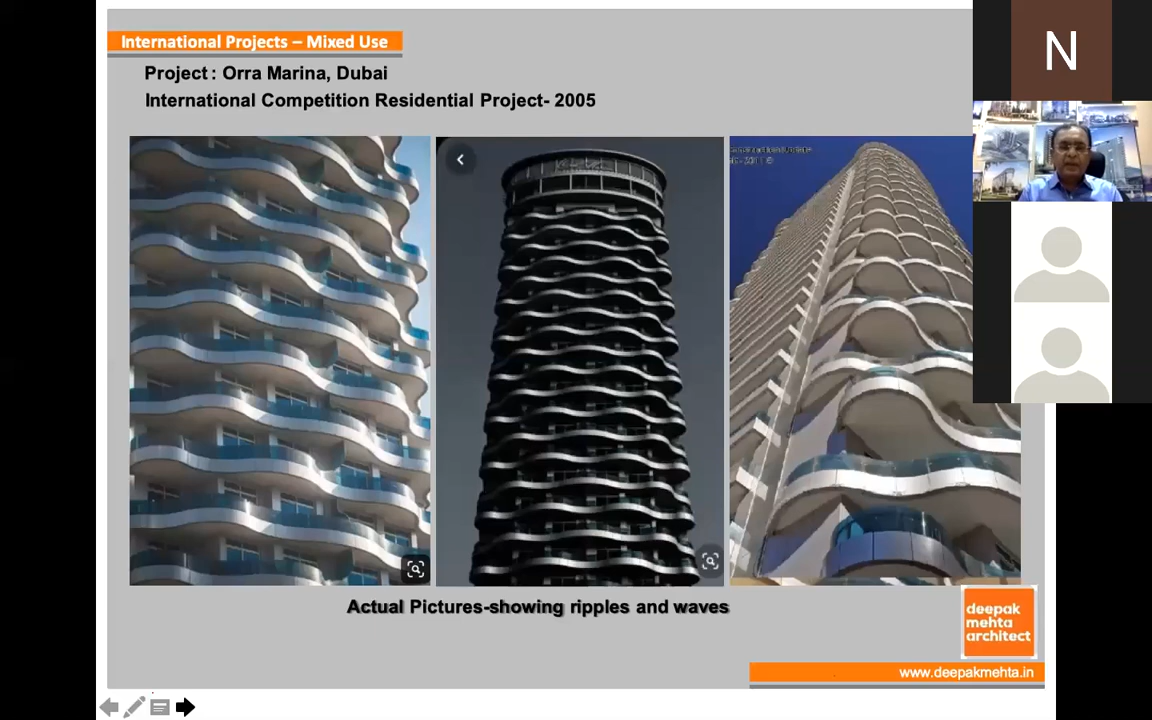 International Projects – Mixed Use
Project : Orra Marina, Dubai
International Competition Residential Project- 2005
N
Actual Pictures-showing ripples and waves
deepak
mehta
architect
www.deepakmehta.in